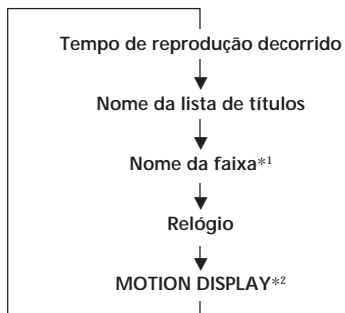 Tempo de reprodução decorrido
Nome da lista de títulos
Nome da faixa*1
Relógio
MOTION DISPLAY*2